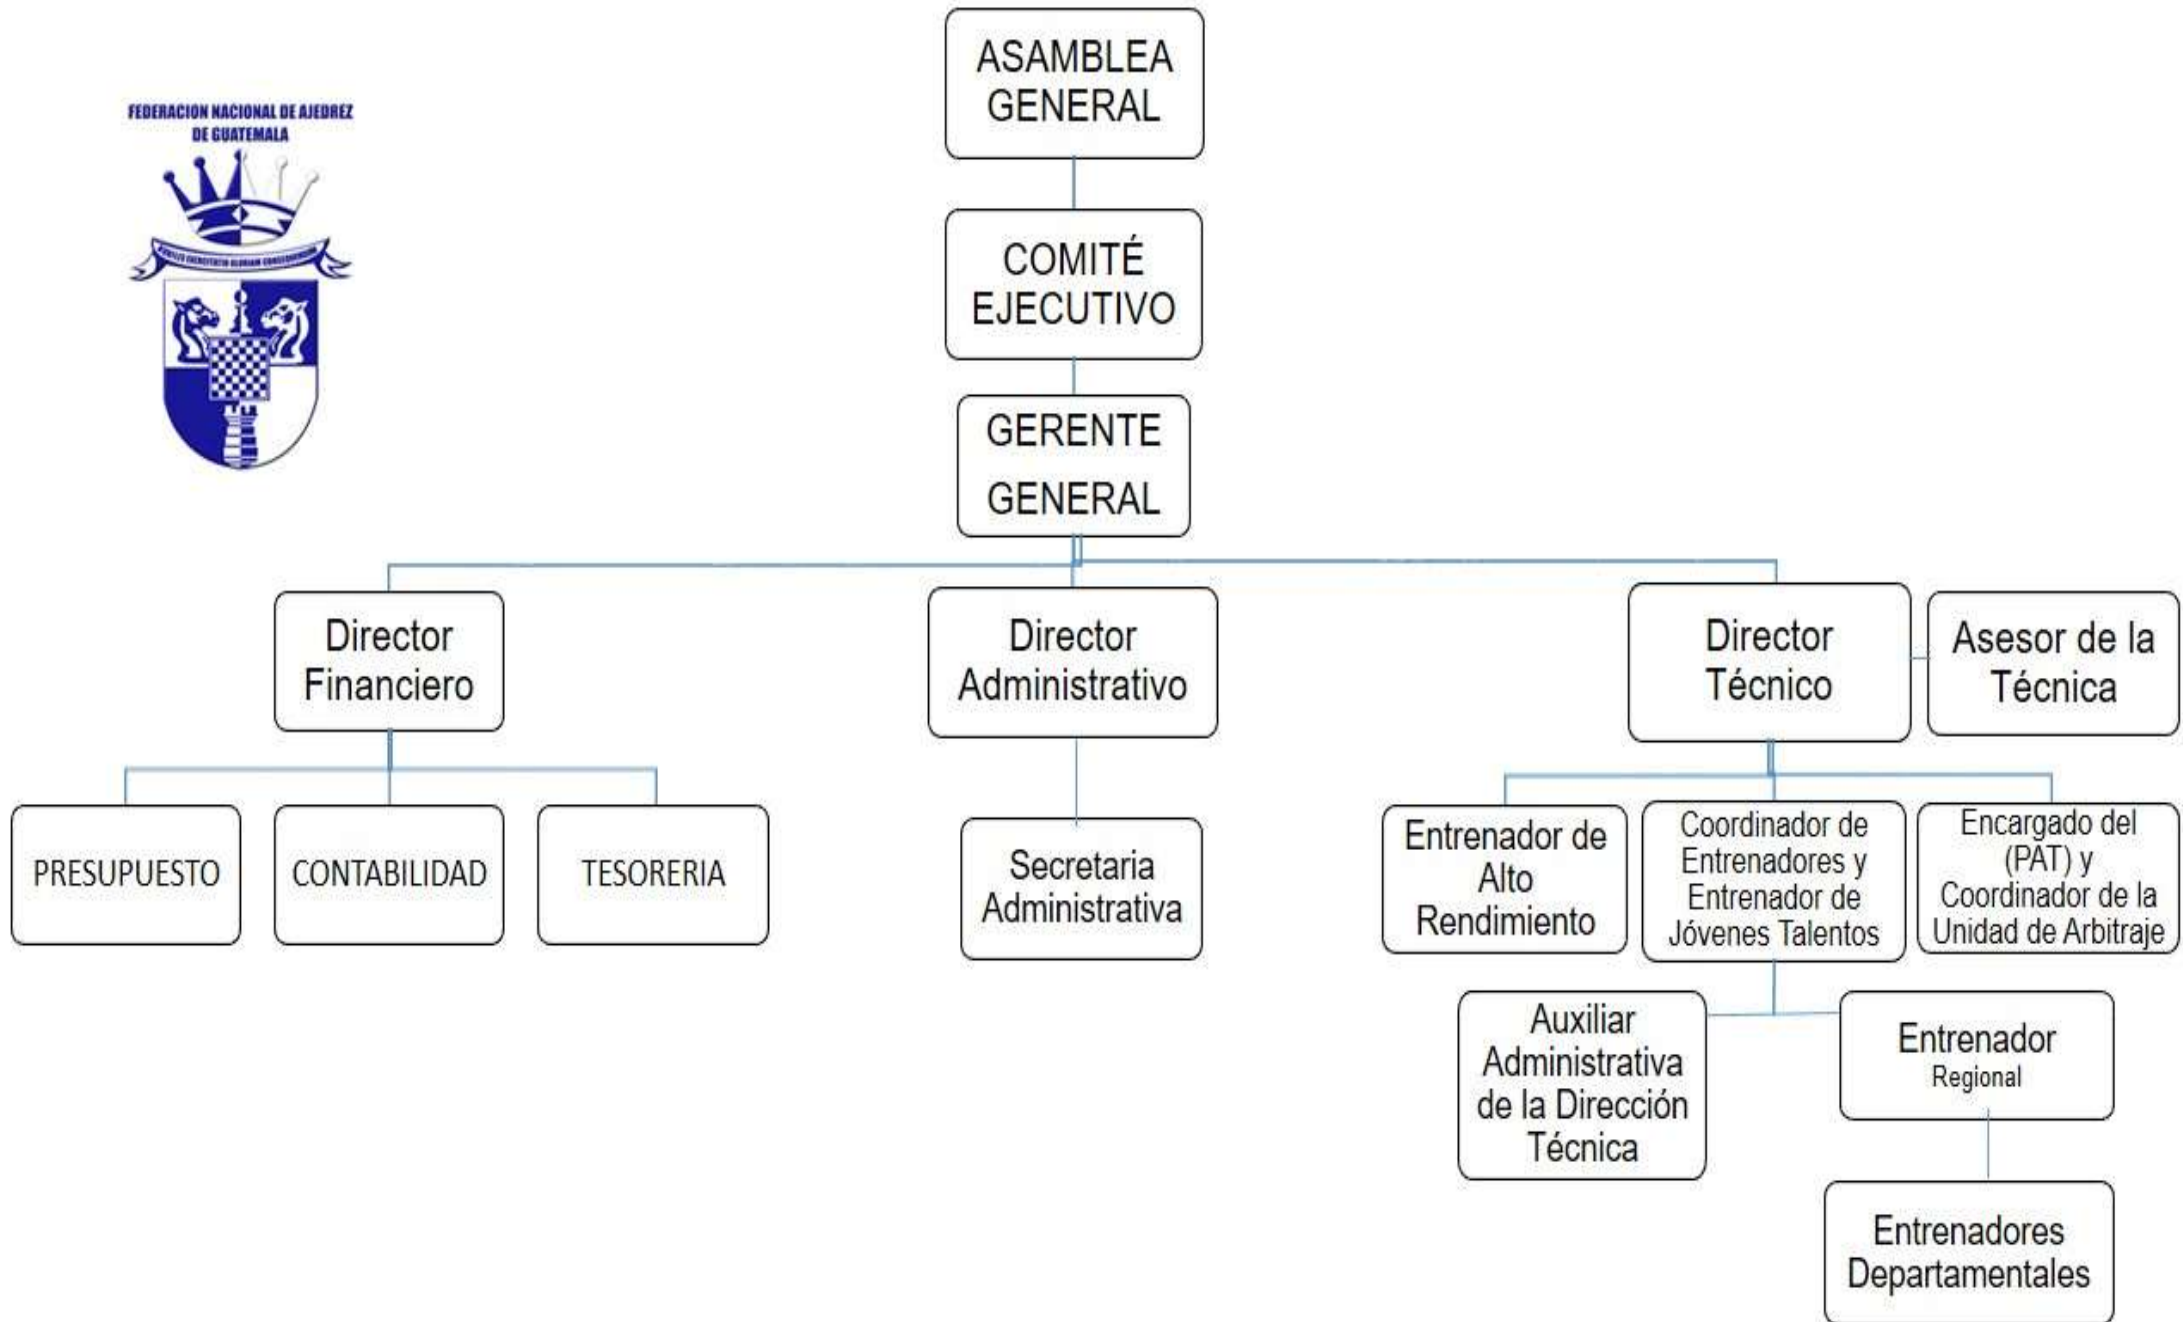 FEDERACION NACIONAL DE AJEDREZ
DE GUATEMALA
ASAMBLEA
GENERAL
COMITÉ
EJECUTIVO
GERENTE
GENERAL
Director
Financiero
Director
Administrativo
Director
Técnico
Asesor de la
Técnica
PRESUPUESTO
CONTABILIDAD
TESORERIA
Secretaria
Administrativa
Entrenador de
Alto
Rendimiento
Coordinador de
Entrenadores y
Entrenador de
Jóvenes Talentos
Encargado del
(PAT) y
Coordinador de la
Unidad de Arbitraje
Auxiliar
Administrativa
de la Dirección
Técnica
Entrenador
Regional
Entrenadores
Departamentales